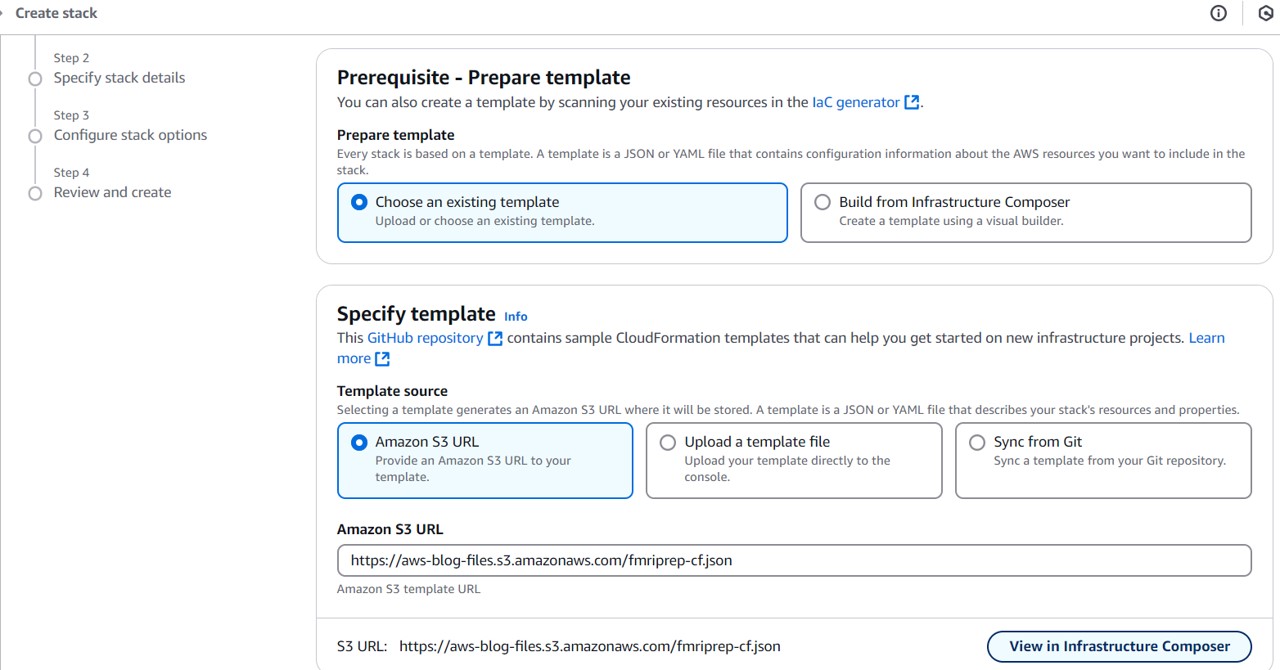 Create stack
Step 2
Specify stack details
Step 3
Configure stack options
Step 4
Review and create
Prerequisite - Prepare template
You can also create a template by scanning your existing resources in the IaC generator.
Prepare template
Every stack is based on a template. A template is a JSON or YAML file that contains configuration information about the AWS resources you want to include in the
stack.
Choose an existing template
Upload or choose an existing template.
Build from Infrastructure Composer
Create a template using a visual builder.
Specify template Info
This GitHub repository contains sample CloudFormation templates that can help you get started on new infrastructure projects. Learn
more
Template source
Selecting a template generates an Amazon S3 URL where it will be stored. A template is a JSON or YAML file that describes your stack's resources and properties.
Amazon S3 URL
Provide an Amazon S3 URL to your
template.
Upload a template file
Upload your template directly to the
console.
Sync from Git
Sync a template from your Git repository.
Amazon S3 URL
https://aws-blog-files.s3.amazonaws.com/fmriprep-cf.json
Amazon S3 template URL
S3 URL: https://aws-blog-files.s3.amazonaws.com/fmriprep-cf.json
View in Infrastructure Composer